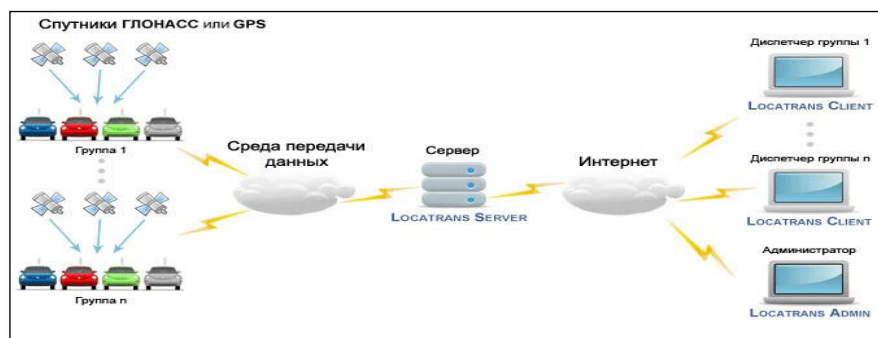 Спутники ГЛОНАСС или GPS
Группа 1
Группа n
Среда передачи
данных
Сервер
LOCATRANS SERVER
Интернет
Диспетчер группы 1
LOCATRANS CLIENT
Диспетчер группы n
LOCATRANS CLIENT
Администратор
LOCATRANS ADMIN